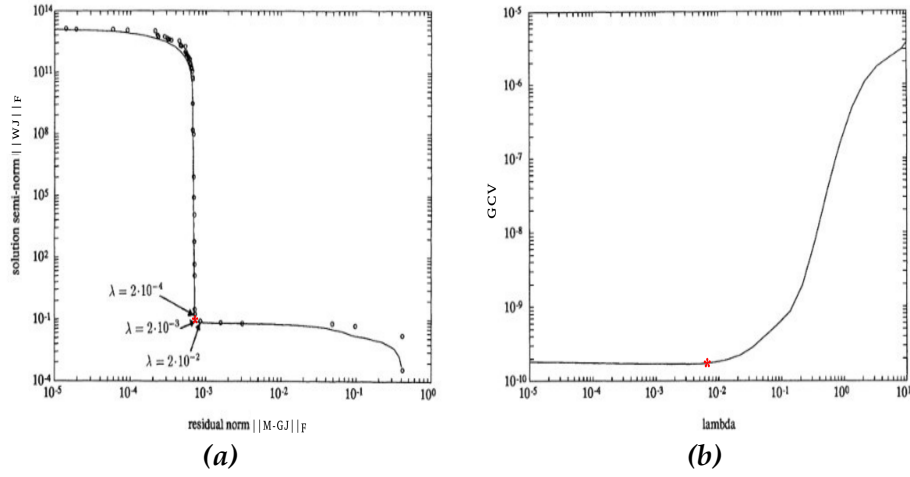 10^14
10^11
10^8
10^5
10^2
10^-1
10^-4
solution semi-norm ||WJ||F
λ = 2·10^-4
λ = 2·10^-3
λ = 2·10^-2
10^-5 10^-4 10^-3 10^-2 10^-1 10^0
residual norm ||M-GJ||F
(a)
10^-5
10^-6
10^-7
10^-8
10^-9
10^-10
GCV
10^-5 10^-4 10^-3 10^-2 10^-1 10^0 10^1
lambda
(b)